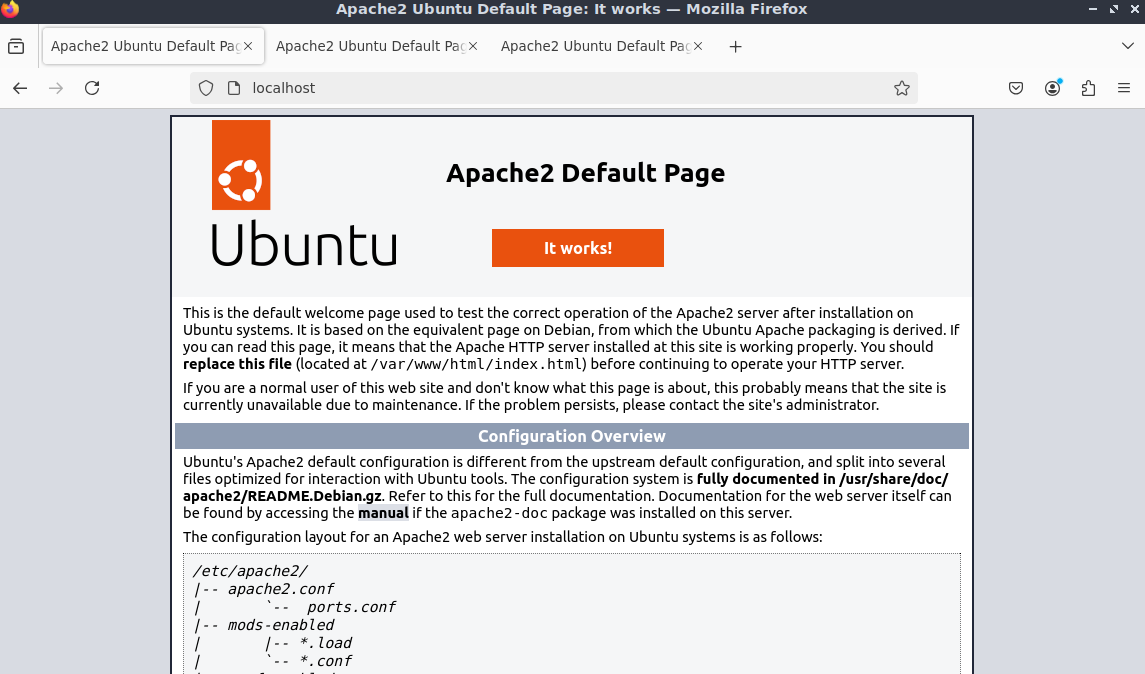 Apache2 Ubuntu Default Page: It works — Mozilla Firefox
Apache2 Ubuntu Default Pag Apache2 Ubuntu Default Pag Apache2 Ubuntu Default Pag
localhost
Apache2 Default Page
Ubuntu
It works!
This is the default welcome page used to test the correct operation of the Apache2 server after installation on
Ubuntu systems. It is based on the equivalent page on Debian, from which the Ubuntu Apache packaging is derived. If
you can read this page, it means that the Apache HTTP server installed at this site is working properly. You should
replace this file (located at /var/www/html/index.html) before continuing to operate your HTTP server.
If you are a normal user of this web site and don't know what this page is about, this probably means that the site is
currently unavailable due to maintenance. If the problem persists, please contact the site's administrator.
Configuration Overview
Ubuntu's Apache2 default configuration is different from the upstream default configuration, and split into several
files optimized for interaction with Ubuntu tools. The configuration system is fully documented in /usr/share/doc/
apache2/README.Debian.gz. Refer to this for the full documentation. Documentation for the web server itself can
be found by accessing the manual if the apache2-doc package was installed on this server.
The configuration layout for an Apache2 web server installation on Ubuntu systems is as follows:
/etc/apache2/
|-- apache2.conf
|       `--  ports.conf
|-- mods-enabled
|       |-- *.load
|       `-- *.conf